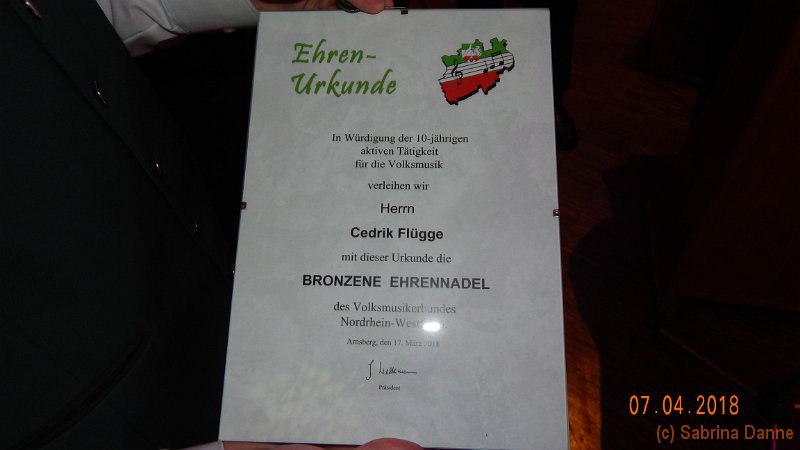 Ehren-
Urkunde
In Würdigung der 10-jährigen
aktiven Tätigkeit
für die Volksmusik
verleihen wir
Herrn
Cedrik Flügge
mit dieser Urkunde die
BRONZENE EHRENNADEL
des Volksmusikerbundes
Nordrhein-Westfalen.
Arnsberg, den 17. März 2018
Präsident
07.04.2018
(c) Sabrina Danne